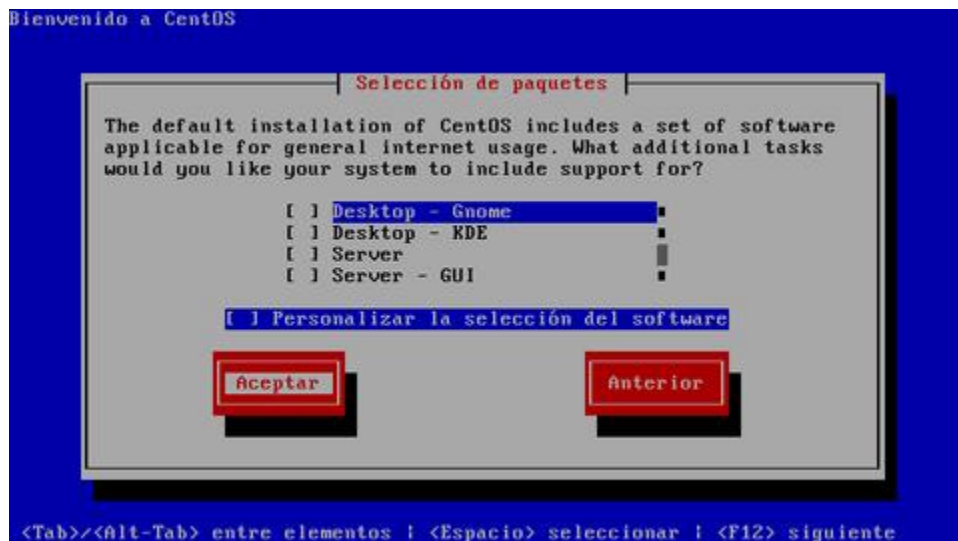 Bienvenido a CentOS
Selección de paquetes
The default installation of CentOS includes a set of software
applicable for general internet usage. What additional tasks
would you like your system to include support for?
[ ] Desktop - Gnome
[ ] Desktop - KDE
[ ] Server
[ ] Server - GUI
[ ] Personalizar la selección del software
Aceptar Anterior
<Tab>/<Alt-Tab> entre elementos | <Espacio> seleccionar | <F12> siguiente